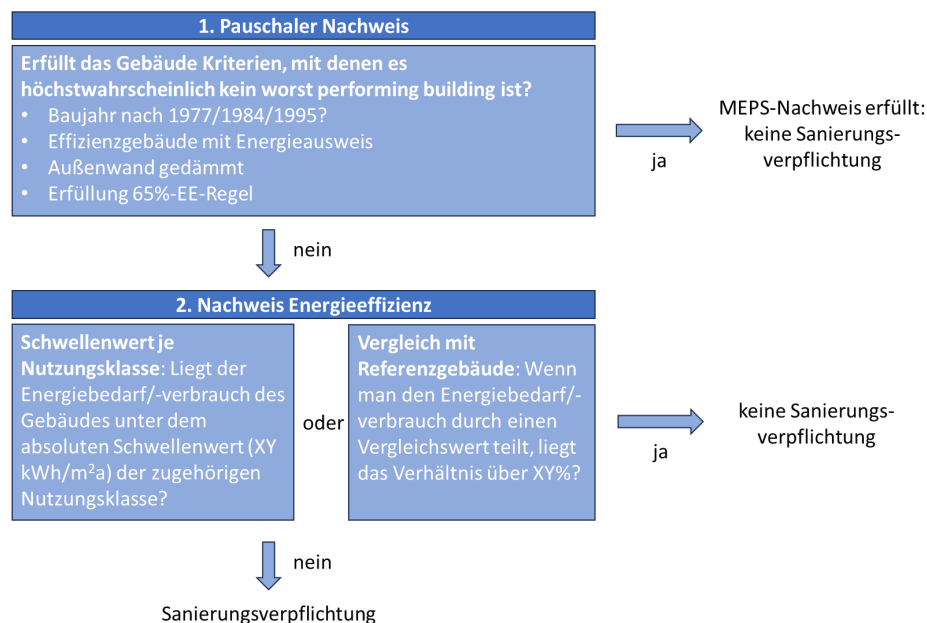 1. Pauschaler Nachweis
Erfüllt das Gebäude Kriterien, mit denen es
höchstwahrscheinlich kein worst performing building ist?
• Baujahr nach 1977/1984/1995?
• Effizienzgebäude mit Energieausweis
• Außenwand gedämmt
• Erfüllung 65%-EE-Regel
ja
MEPS-Nachweis erfüllt:
keine Sanierungs-
verpflichtung
nein
2. Nachweis Energieeffizienz
Schwellenwert je
Nutzungsklasse: Liegt der
Energiebedarf/-verbrauch des
Gebäudes unter dem
absoluten Schwellenwert (XY
kWh/m²a) der zugehörigen
Nutzungsklasse?
oder
Vergleich mit
Referenzgebäude: Wenn
man den Energiebedarf/-
verbrauch durch einen
Vergleichswert teilt, liegt
das Verhältnis über XY%?
ja
keine Sanierungs-
verpflichtung
nein
Sanierungsverpflichtung